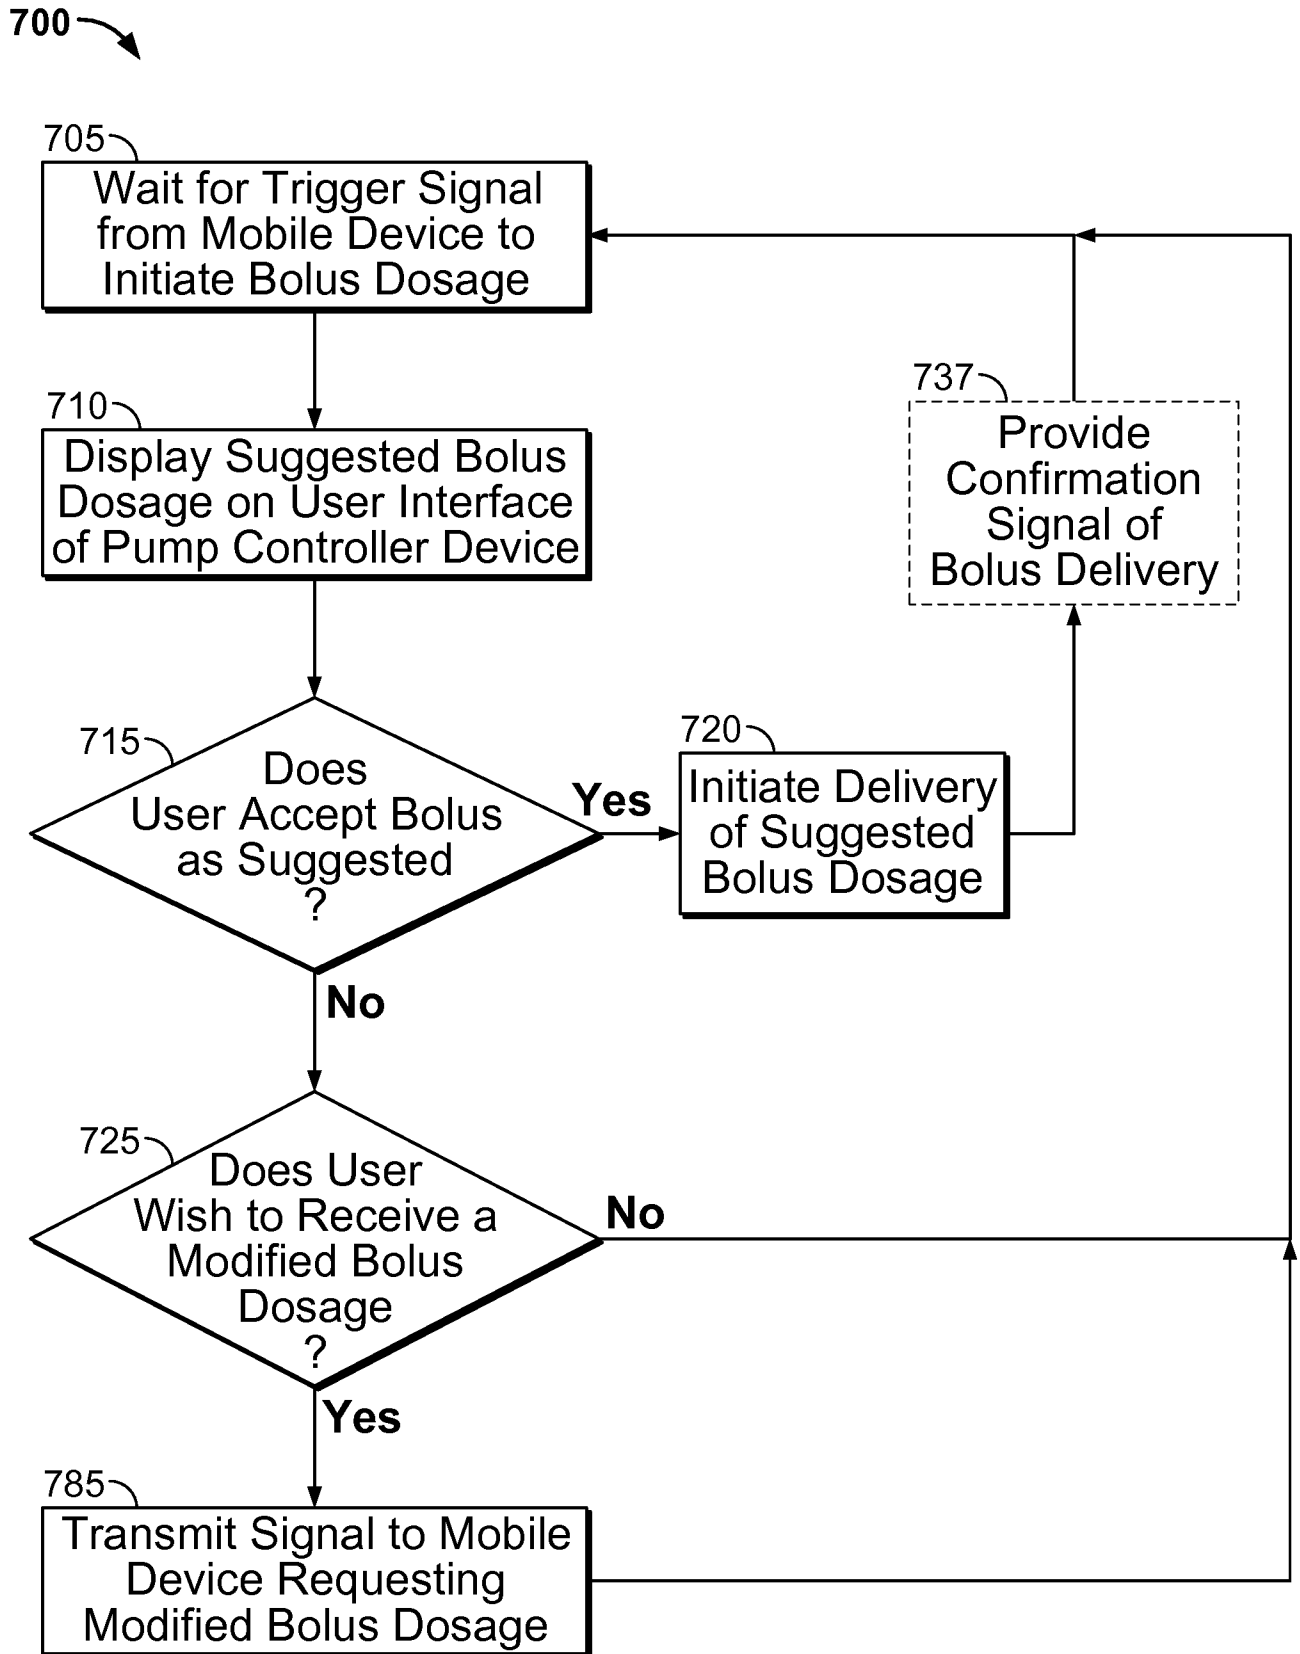 700
705
Wait for Trigger Signal
from Mobile Device to
Initiate Bolus Dosage
710
Display Suggested Bolus
Dosage on User Interface
of Pump Controller Device
737
Provide
Confirmation
Signal of
Bolus Delivery
715
Does
User Accept Bolus
as Suggested
?
Yes
720
Initiate Delivery
of Suggested
Bolus Dosage
No
725
Does User
Wish to Receive a
Modified Bolus
Dosage
?
No
Yes
785
Transmit Signal to Mobile
Device Requesting
Modified Bolus Dosage